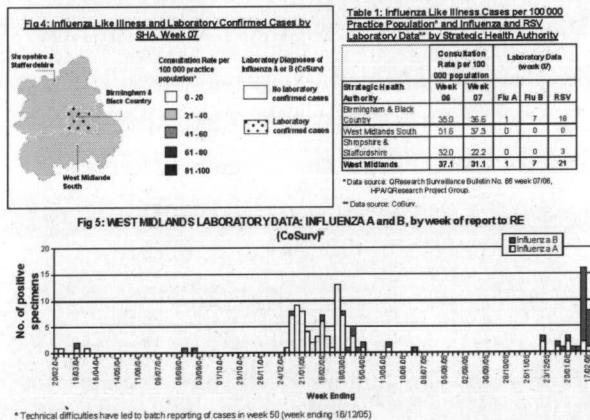 Fig 4: Influenza Like Illness and Laboratory Confirmed Cases by
SHA, Week 07
Shropshire &
Staffordshire
Birmingham &
Black Country
West Midlands
South
Consultation Rate per
100 000 practice
population*
0 - 20
21 - 40
41 - 60
61 - 80
81 -100
Laboratory Diagnoses of
Influenza A or B (CoSurv)
No laboratory
confirmed cases
Laboratory
confirmed cases
Table 1: Influenza Like Illness Cases per 100 000
Practice Population* and Influenza and RSV
Laboratory Data** by Strategic Health Authority
Consultation
Rate per 100
000 population
Laboratory Data
(week 07)
Strategic Health
Authority
Week
06
Week
07
Flu A
Flu B
RSV
Birmingham & Black
Country 35.0 36.6 1 7 18
West Midlands South 51.6 37.3 0 0 0
Shropshire &
Staffordshire 32.0 22.2 0 0 3
West Midlands 37.1 31.1 1 7 21
* Data source: QResearch Surveillance Bulletin No. 86 week 07/06,
HPA/QResearch Project Group.
** Data source: CoSurv.
Fig 5: WEST MIDLANDS LABORATORY DATA: INFLUENZA A and B, by week of report to RE
(CoSurv)*
Influenza B
Influenza A
No. of positive
specimens
20
15
10
5
0
Week Ending
* Technical difficulties have led to batch reporting of cases in week 50 (week ending 16/12/05)